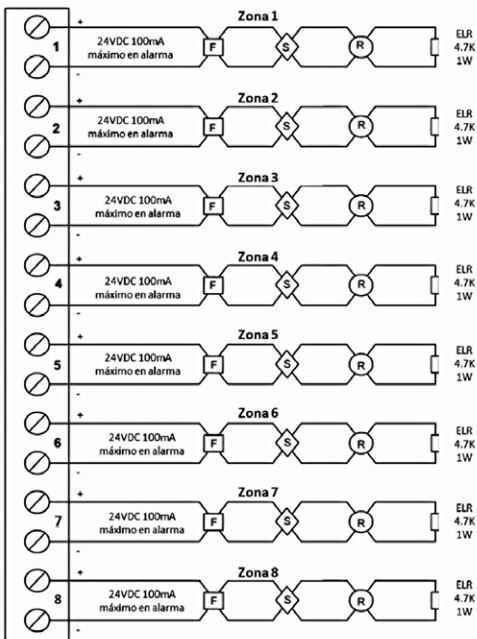 Zona 1
+
1
24VDC 100mA
máximo en alarma
F
S
R
ELR
4.7K
1W
-
Zona 2
+
2
24VDC 100mA
máximo en alarma
F
S
R
ELR
4.7K
1W
-
Zona 3
+
3
24VDC 100mA
máximo en alarma
F
S
R
ELR
4.7K
1W
-
Zona 4
+
4
24VDC 100mA
máximo en alarma
F
S
R
ELR
4.7K
1W
-
Zona 5
+
5
24VDC 100mA
máximo en alarma
F
S
R
ELR
4.7K
1W
-
Zona 6
+
6
24VDC 100mA
máximo en alarma
F
S
R
ELR
4.7K
1W
-
Zona 7
+
7
24VDC 100mA
máximo en alarma
F
S
R
ELR
4.7K
1W
-
Zona 8
+
8
24VDC 100mA
máximo en alarma
F
S
R
ELR
4.7K
1W
-